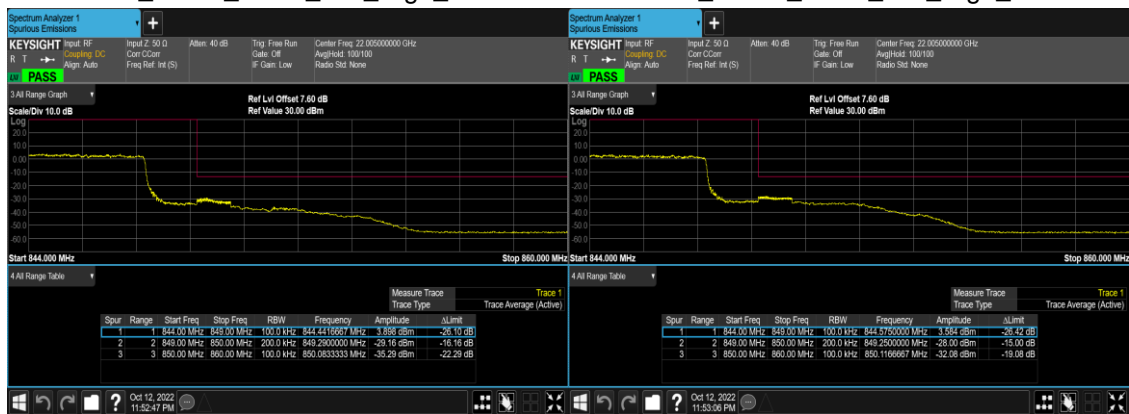 Spectrum Analyzer 1
Spurious Emissions
+
KEYSIGHT Input: RF
R T Coupling: DC
Align: Auto
Input Z: 50 Ω
Corr CCorr
Freq Ref: Int (S)
Atten: 40 dB
Trig: Free Run
Gate: Off
IF Gain: Low
Center Freq: 22.005000000 GHz
Avg|Hold: 100/100
Radio Std: None
LW PASS
3 All Range Graph
Scale/Div 10.0 dB
Ref Lvl Offset 7.60 dB
Ref Value 30.00 dBm
Log
20.0
10.0
0.00
-10.0
-20.0
-30.0
-40.0
-50.0
-60.0
Start 844.000 MHz
Stop 860.000 MHz
4 All Range Table
Measure Trace Trace 1
Trace Type Trace Average (Active)
Spur Range Start Freq Stop Freq RBW Frequency Amplitude ΔLimit
1 1 844.00 MHz 849.00 MHz 100.0 kHz 844.4416667 MHz 3.898 dBm -26.10 dB
2 2 849.00 MHz 850.00 MHz 200.0 kHz 849.2900000 MHz -29.16 dBm -16.16 dB
3 3 850.00 MHz 860.00 MHz 100.0 kHz 850.0833333 MHz -35.29 dBm -22.29 dB
?
Oct 12, 2022
11:52:47 PM
Spectrum Analyzer 1
Spurious Emissions
+
KEYSIGHT Input: RF
R T Coupling: DC
Align: Auto
Input Z: 50 Ω
Corr CCorr
Freq Ref: Int (S)
Atten: 40 dB
Trig: Free Run
Gate: Off
IF Gain: Low
Center Freq: 22.005000000 GHz
Avg|Hold: 100/100
Radio Std: None
LW PASS
3 All Range Graph
Scale/Div 10.0 dB
Ref Lvl Offset 7.60 dB
Ref Value 30.00 dBm
Log
20.0
10.0
0.00
-10.0
-20.0
-30.0
-40.0
-50.0
-60.0
Start 844.000 MHz
Stop 860.000 MHz
4 All Range Table
Measure Trace Trace 1
Trace Type Trace Average (Active)
Spur Range Start Freq Stop Freq RBW Frequency Amplitude ΔLimit
1 1 844.00 MHz 849.00 MHz 100.0 kHz 844.5750000 MHz 3.584 dBm -26.42 dB
2 2 849.00 MHz 850.00 MHz 200.0 kHz 849.2500000 MHz -28.00 dBm -15.00 dB
3 3 850.00 MHz 860.00 MHz 100.0 kHz 850.1166667 MHz -32.08 dBm -19.08 dB
?
Oct 12, 2022
11:53:06 PM